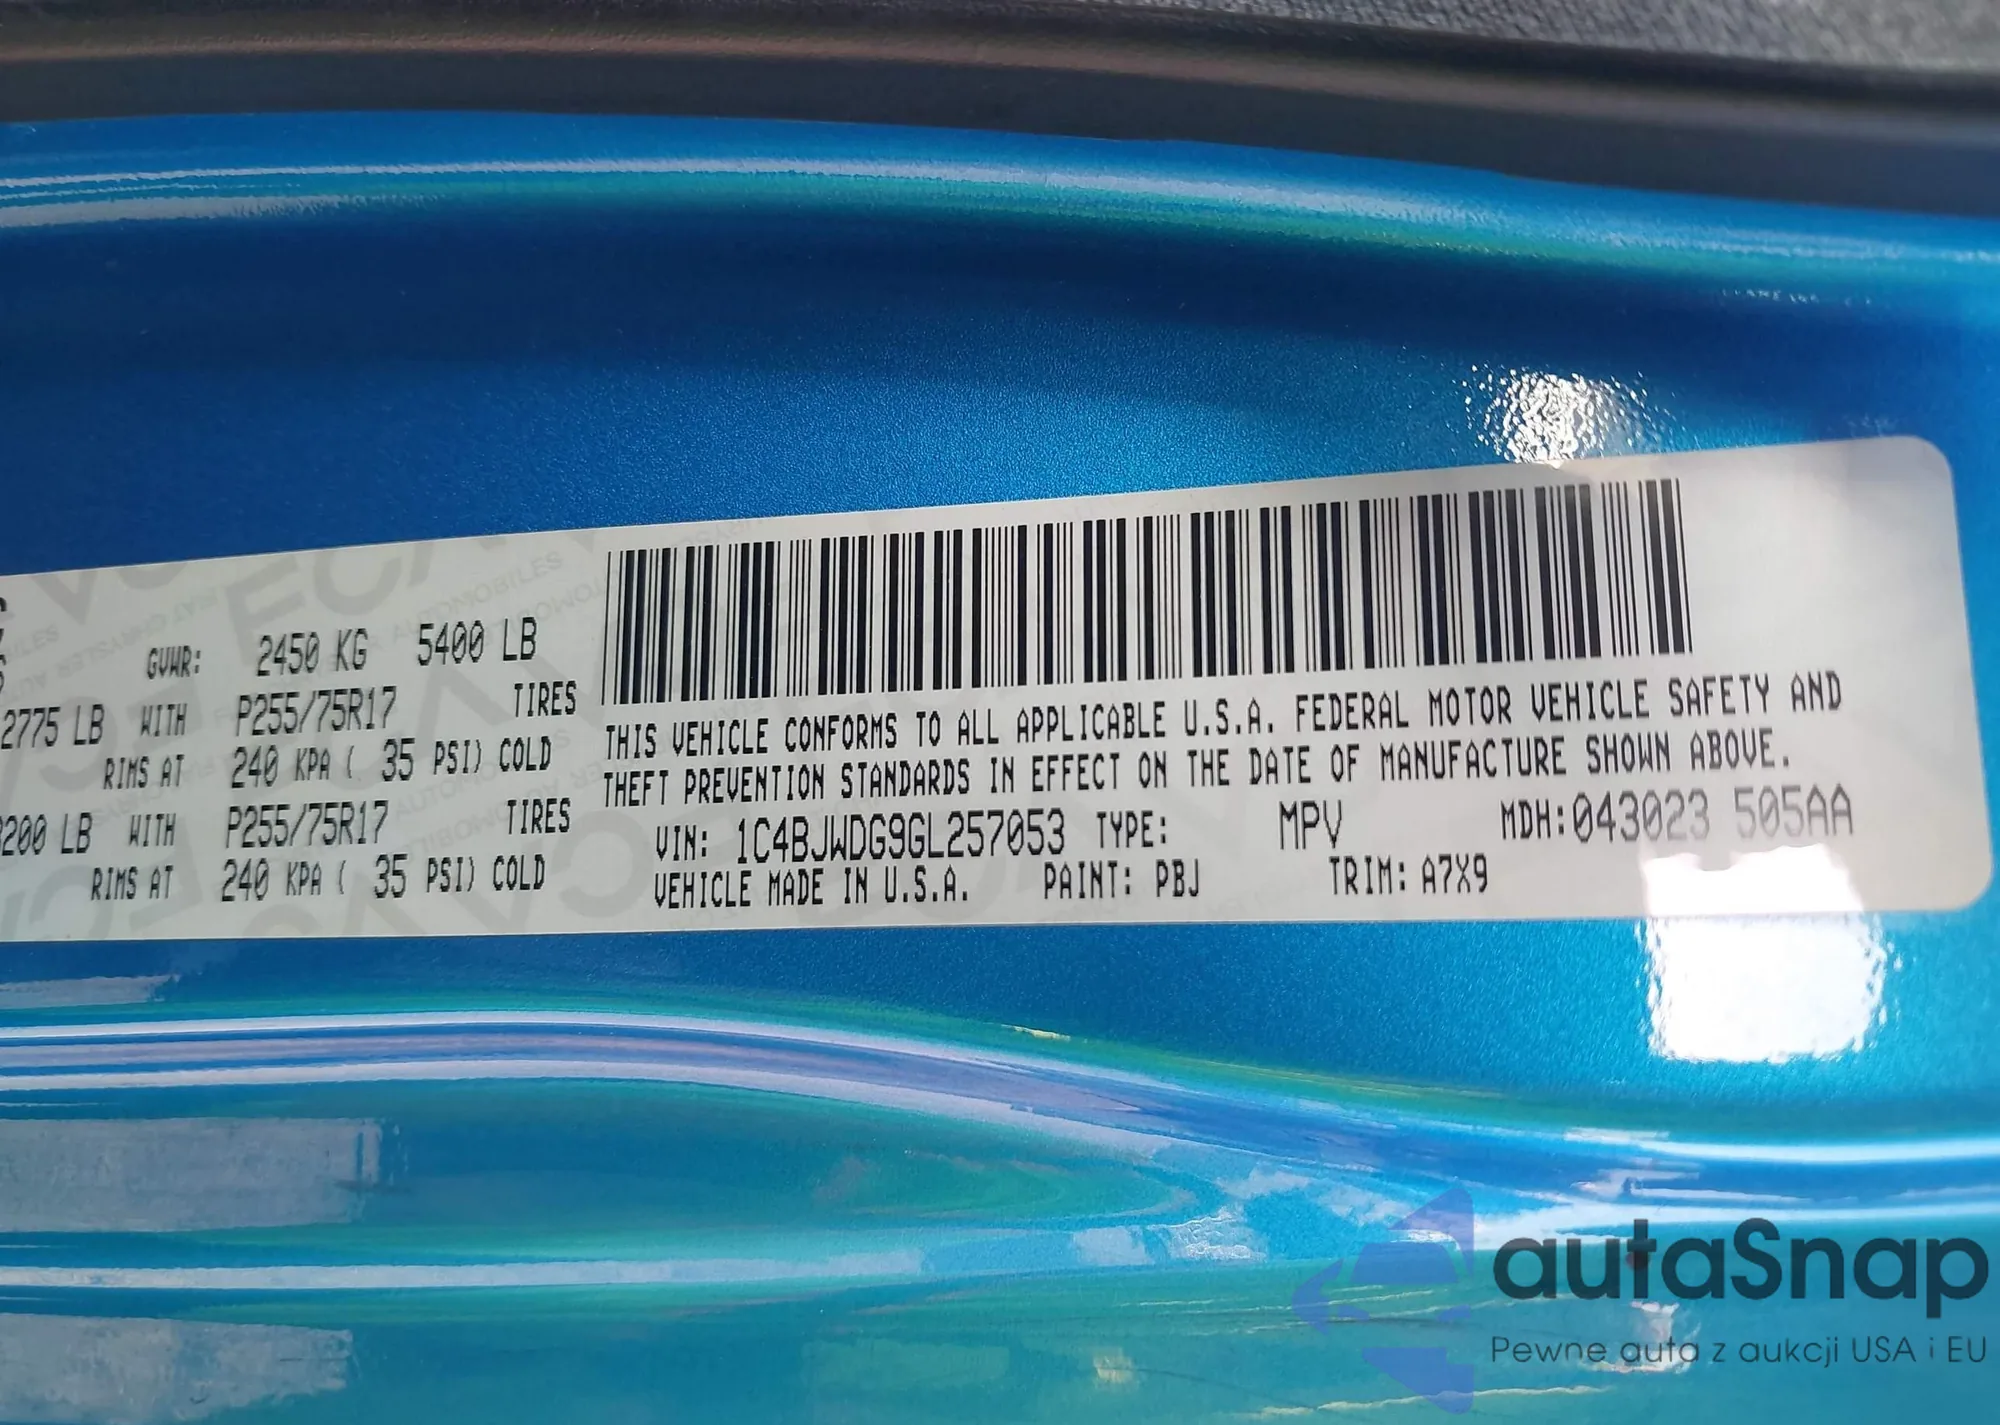 GVWR: 2450 KG 5400 LB
2775 LB WITH P255/75R17 TIRES
RIMS AT 240 KPA ( 35 PSI) COLD
200 LB WITH P255/75R17 TIRES
RIMS AT 240 KPA ( 35 PSI) COLD
THIS VEHICLE CONFORMS TO ALL APPLICABLE U.S.A. FEDERAL MOTOR VEHICLE SAFETY AND
THEFT PREVENTION STANDARDS IN EFFECT ON THE DATE OF MANUFACTURE SHOWN ABOVE.
VIN: 1C4BJWDG9GL257053 TYPE: MPV MDH:043023 505AA
VEHICLE MADE IN U.S.A. PAINT: PBJ TRIM: A7X9
autaSnap
Pewne auta z aukcji USA i EU